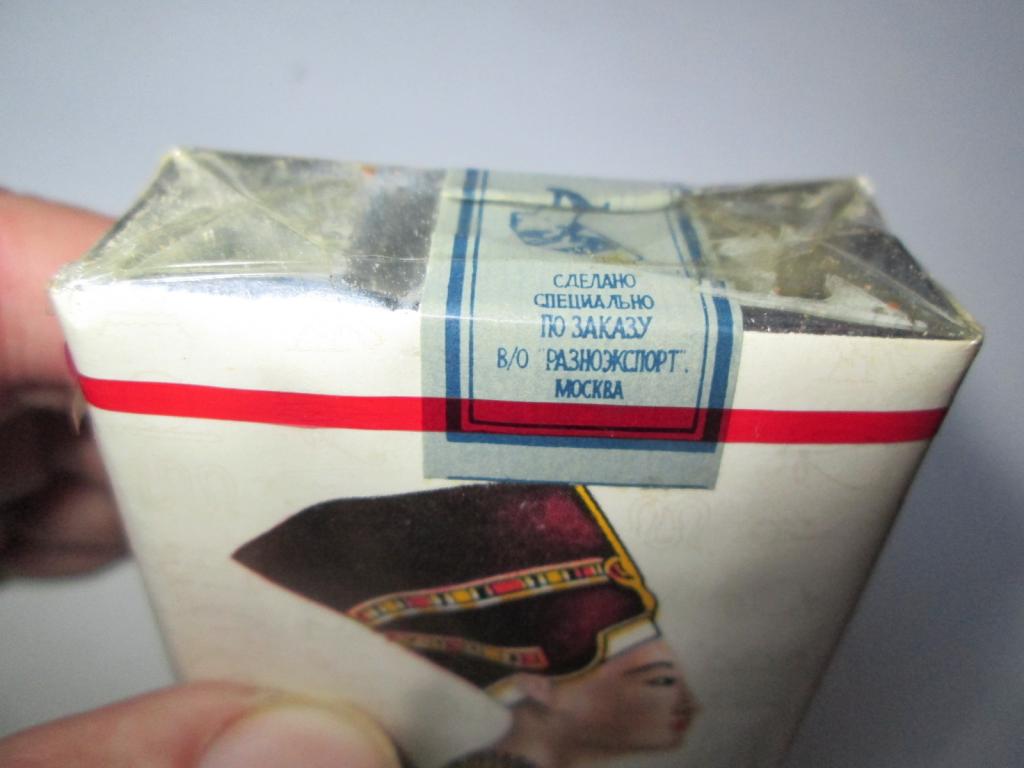 СДЕЛАНО
СПЕЦИАЛЬНО
ПО ЗАКАЗУ
В/О "РАЗНОЭКСПОРТ".
МОСКВА